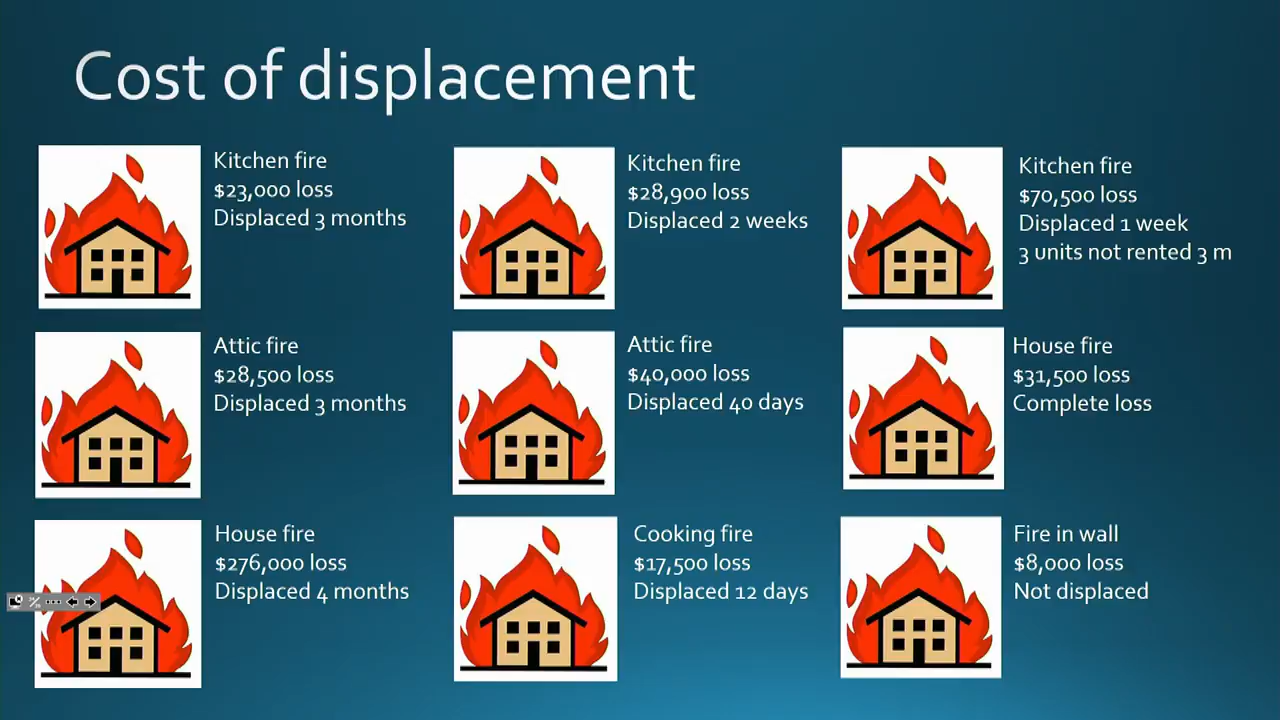 Cost of displacement
Kitchen fire
$23,000 loss
Displaced 3 months
Kitchen fire
$28,900 loss
Displaced 2 weeks
Kitchen fire
$70,500 loss
Displaced 1 week
3 units not rented 3 m
Attic fire
$28,500 loss
Displaced 3 months
Attic fire
$40,000 loss
Displaced 40 days
House fire
$31,500 loss
Complete loss
House fire
$276,000 loss
Displaced 4 months
Cooking fire
$17,500 loss
Displaced 12 days
Fire in wall
$8,000 loss
Not displaced